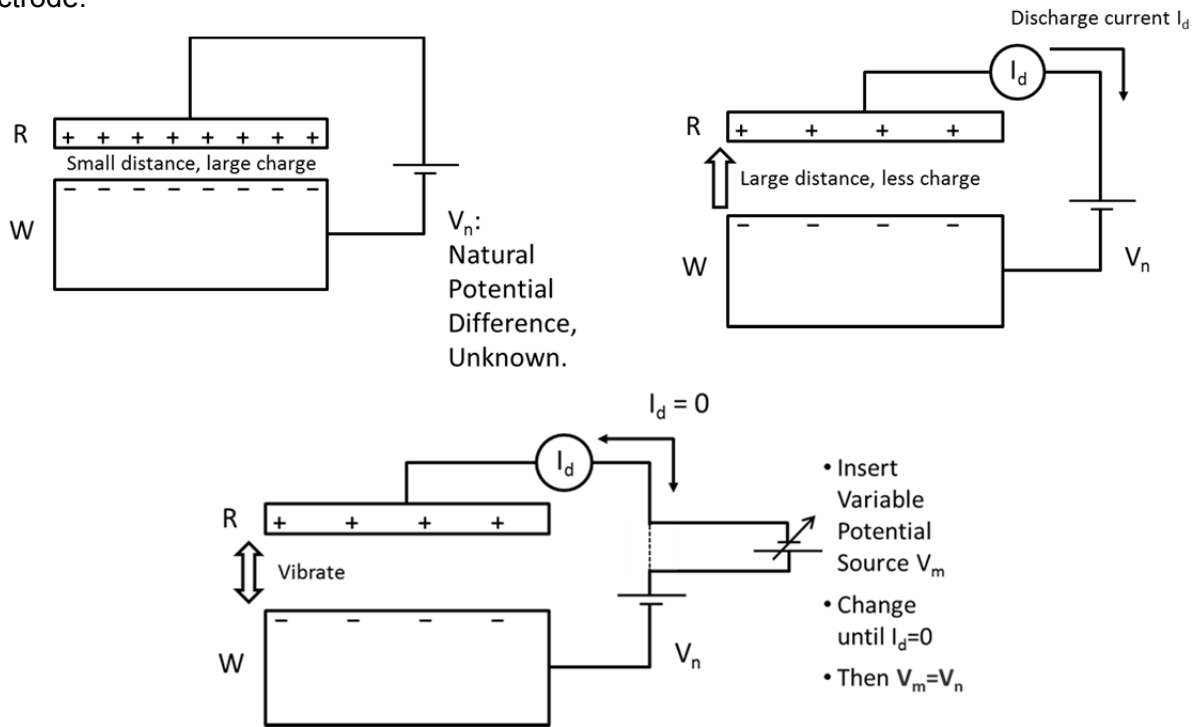 ctrode.
R
+ + + + + + + +
Small distance, large charge
− − − − − − − −
W
V_n:
Natural
Potential
Difference,
Unknown.
Discharge current I_d
I_d
R
+ + + +
Large distance, less charge
− − − −
W
V_n
I_d = 0
I_d
R
+ + + +
Vibrate
− − − −
W
V_n
• Insert
Variable
Potential
Source V_m
• Change
until I_d=0
• Then V_m=V_n